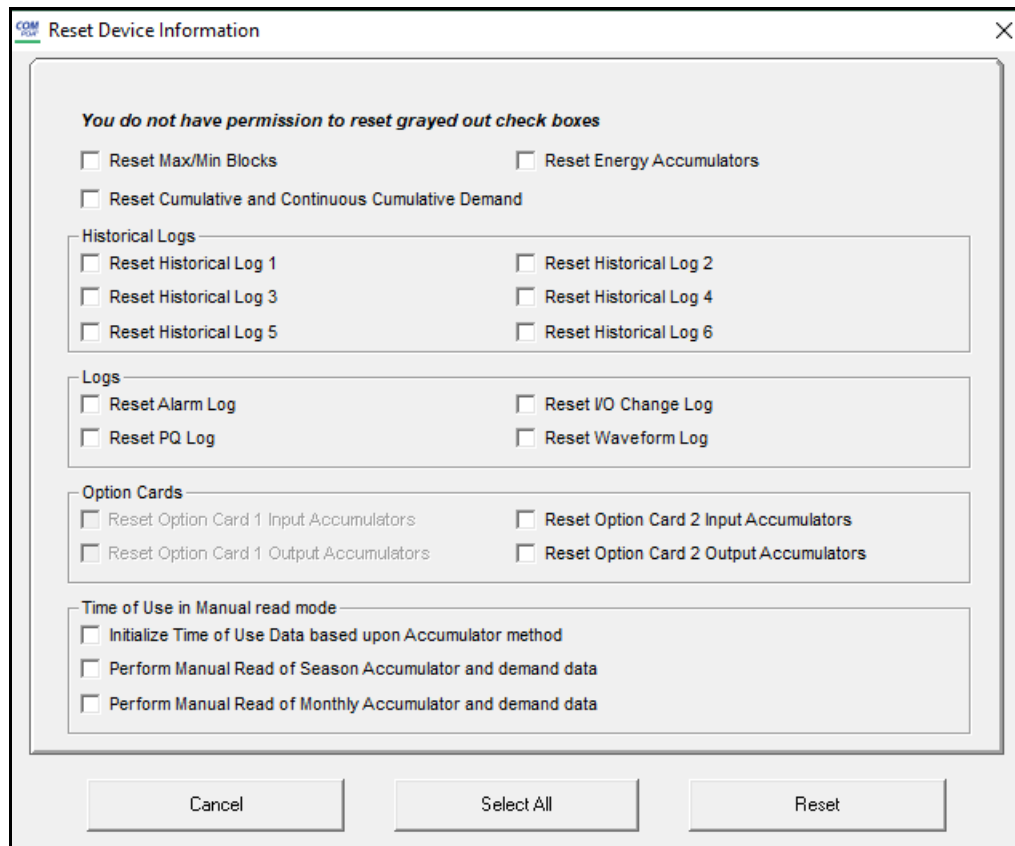 COM
Reset Device Information
You do not have permission to reset grayed out check boxes
Reset Max/Min Blocks
Reset Energy Accumulators
Reset Cumulative and Continuous Cumulative Demand
Historical Logs
Reset Historical Log 1
Reset Historical Log 2
Reset Historical Log 3
Reset Historical Log 4
Reset Historical Log 5
Reset Historical Log 6
Logs
Reset Alarm Log
Reset I/O Change Log
Reset PQ Log
Reset Waveform Log
Option Cards
Reset Option Card 1 Input Accumulators
Reset Option Card 2 Input Accumulators
Reset Option Card 1 Output Accumulators
Reset Option Card 2 Output Accumulators
Time of Use in Manual read mode
Initialize Time of Use Data based upon Accumulator method
Perform Manual Read of Season Accumulator and demand data
Perform Manual Read of Monthly Accumulator and demand data
Cancel
Select All
Reset